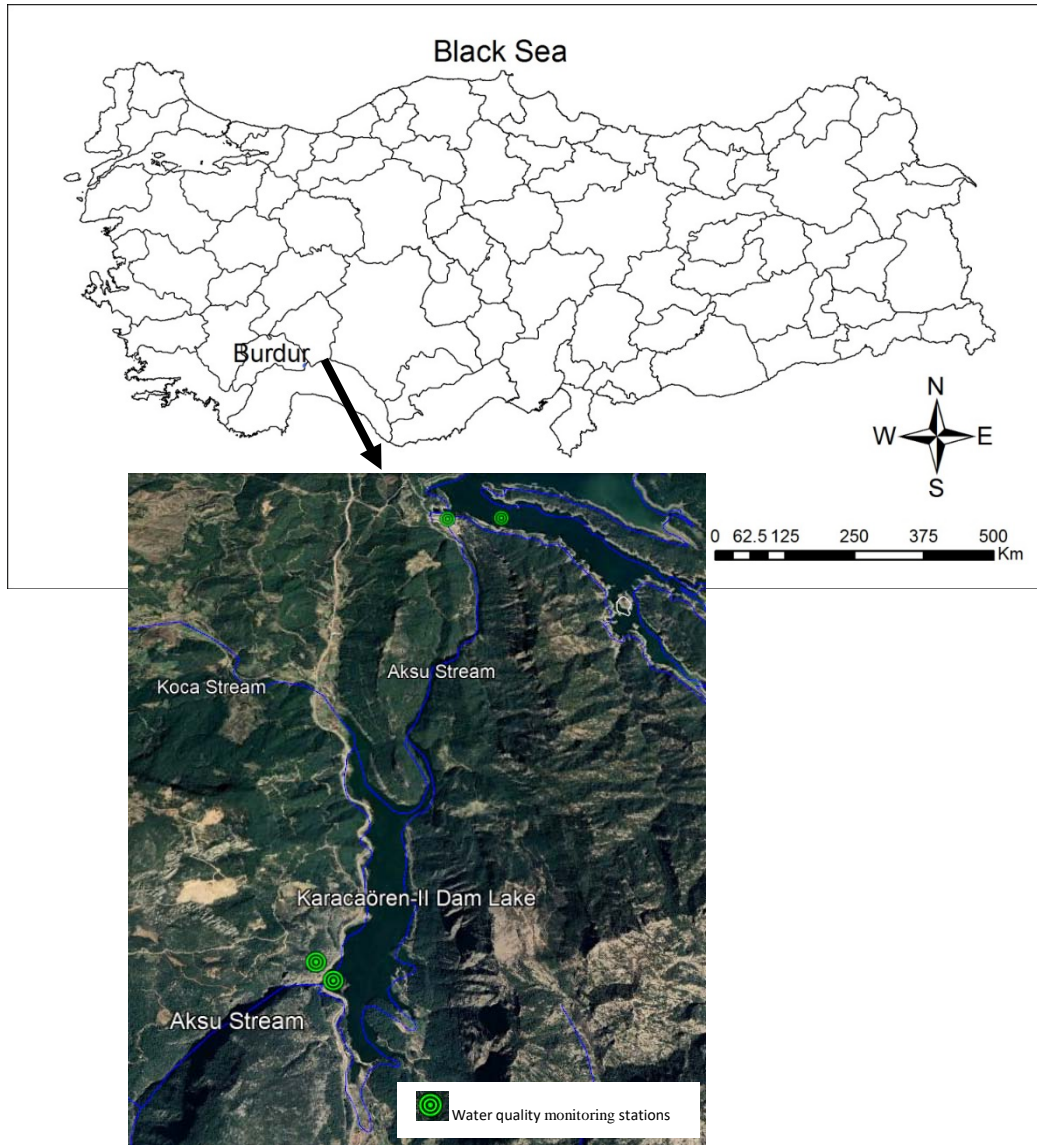 Black Sea
Burdur
N
W E
S
0 62.5 125 250 375 500
Km
Aksu Stream
Koca Stream
Karacaören-II Dam Lake
Aksu Stream
Water quality monitoring stations